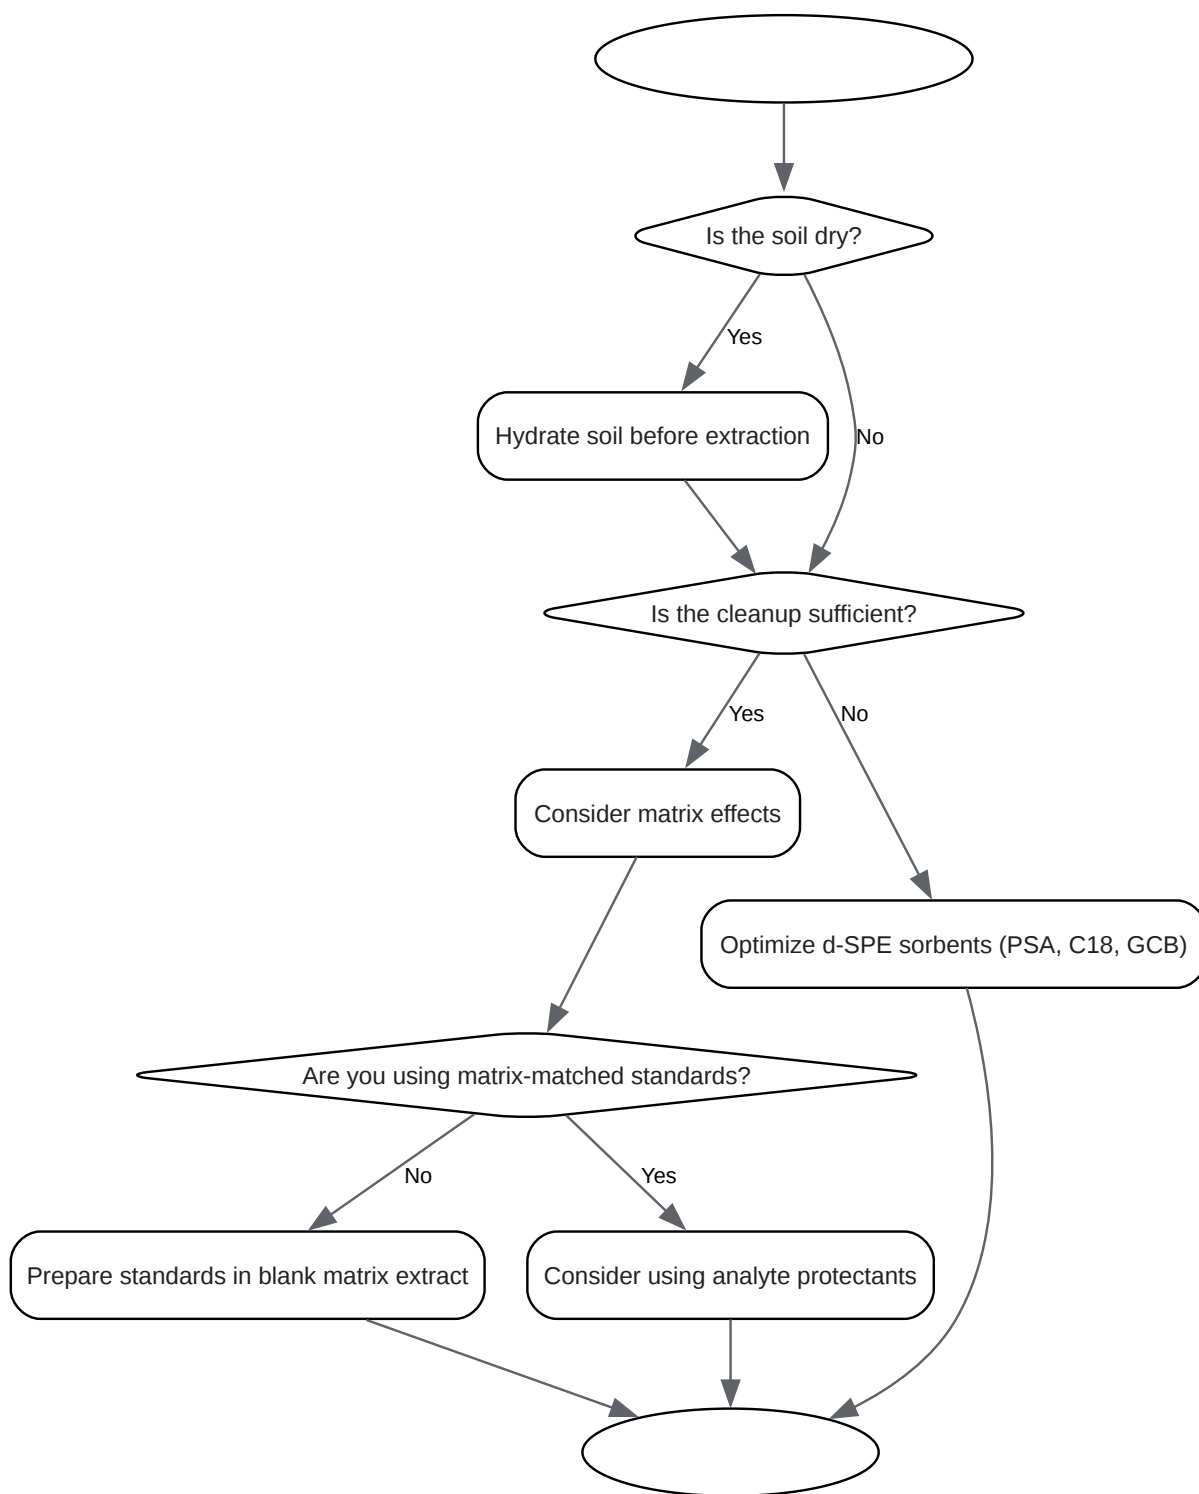 Is the soil dry?
Yes
Hydrate soil before extraction
No
Is the cleanup sufficient?
Yes
No
Consider matrix effects
Optimize d-SPE sorbents (PSA, C18, GCB)
Are you using matrix-matched standards?
No
Yes
Prepare standards in blank matrix extract
Consider using analyte protectants